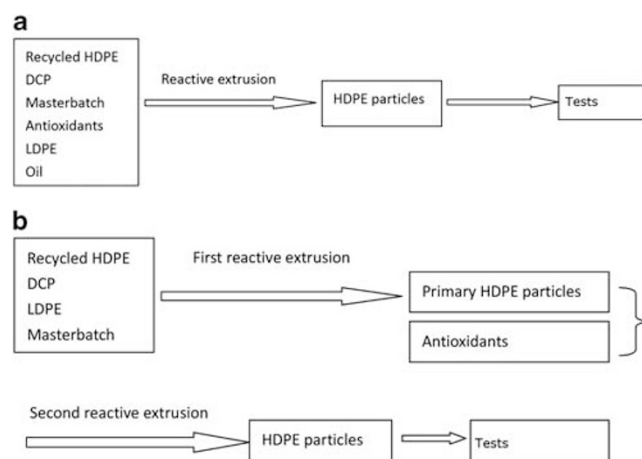 a
Recycled HDPE
DCP
Masterbatch
Antioxidants
LDPE
Oil
Reactive extrusion
HDPE particles
Tests
b
Recycled HDPE
DCP
LDPE
Masterbatch
First reactive extrusion
Primary HDPE particles
Antioxidants
Second reactive extrusion
HDPE particles
Tests